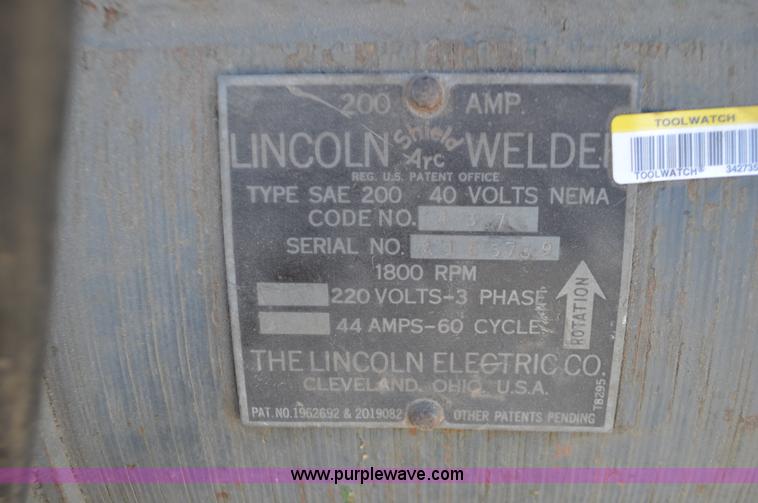 200 AMP.
LINCOLN Shield Arc WELDER
REG. U.S. PATENT OFFICE
TYPE SAE 200 40 VOLTS NEMA
CODE NO.
SERIAL NO.
1800 RPM
220 VOLTS-3 PHASE
44 AMPS-60 CYCLE
ROTATION
THE LINCOLN ELECTRIC CO.
CLEVELAND, OHIO, U.S.A.
T8295
PAT. NO. 1962692 & 2019082 OTHER PATENTS PENDING
TOOLWATCH
TOOLWATCH® 342735
www.purplewave.com